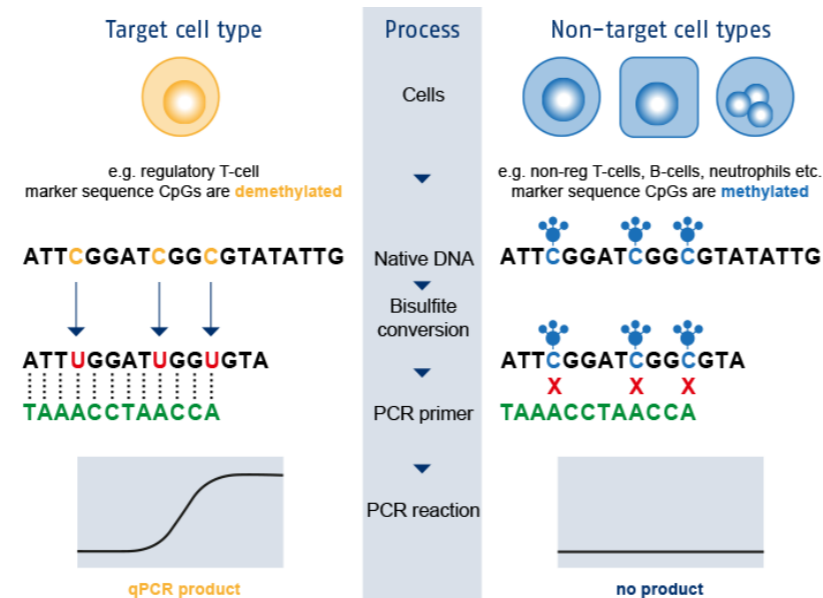 Target cell type
Process
Non-target cell types
Cells
e.g. regulatory T-cell
marker sequence CpGs are demethylated
e.g. non-reg T-cells, B-cells, neutrophils etc.
marker sequence CpGs are methylated
ATTCGGATCGGCGTATATTG
Native DNA
ATTCGGATCGGCGTATATTG
Bisulfite
conversion
ATTUGGATUGGUGTA
ATTCGGATCGGCGTA
X X X
TAAACCTAACCA
PCR primer
TAAACCTAACCA
PCR reaction
qPCR product
no product